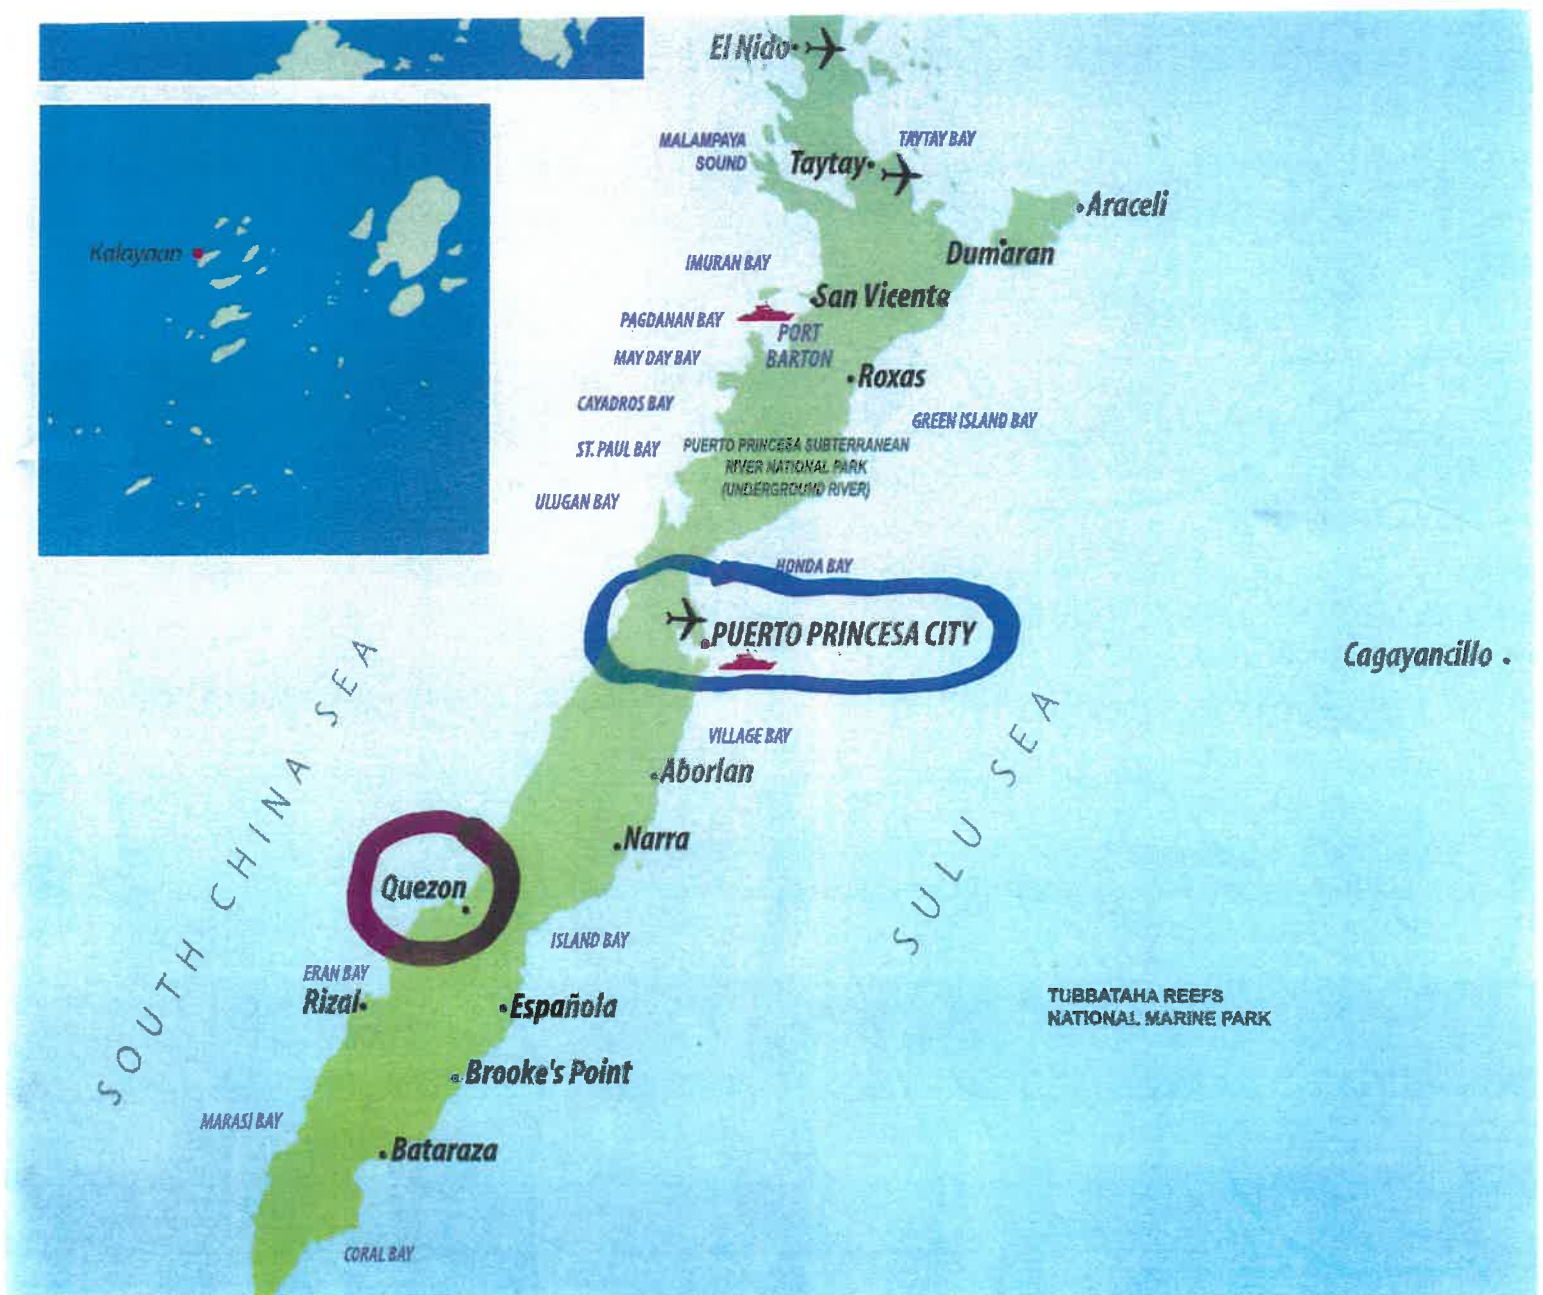 El Nido
MALAMPAYA
SOUND
TAYTAY BAY
Taytay
Araceli
Dumaran
Kalayaan
IMURAN BAY
San Vicente
PAGDANAN BAY
PORT
BARTON
MAY DAY BAY
Roxas
CAYADROS BAY
GREEN ISLAND BAY
ST. PAUL BAY
PUERTO PRINCESA SUBTERRANEAN
RIVER NATIONAL PARK
(UNDERGROUND RIVER)
ULUGAN BAY
HONDA BAY
PUERTO PRINCESA CITY
Cagayancillo
SOUTH CHINA SEA
SULU SEA
VILLAGE BAY
Aborlan
Narra
Quezon
ISLAND BAY
ERAN BAY
Rizal
Española
TUBBATAHA REEFS
NATIONAL MARINE PARK
Brooke's Point
MARASI BAY
Bataraza
CORAL BAY